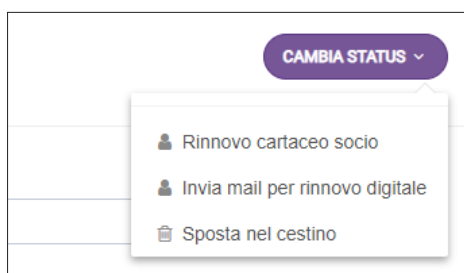 CAMBIA STATUS
Rinnovo cartaceo socio
Invia mail per rinnovo digitale
Sposta nel cestino